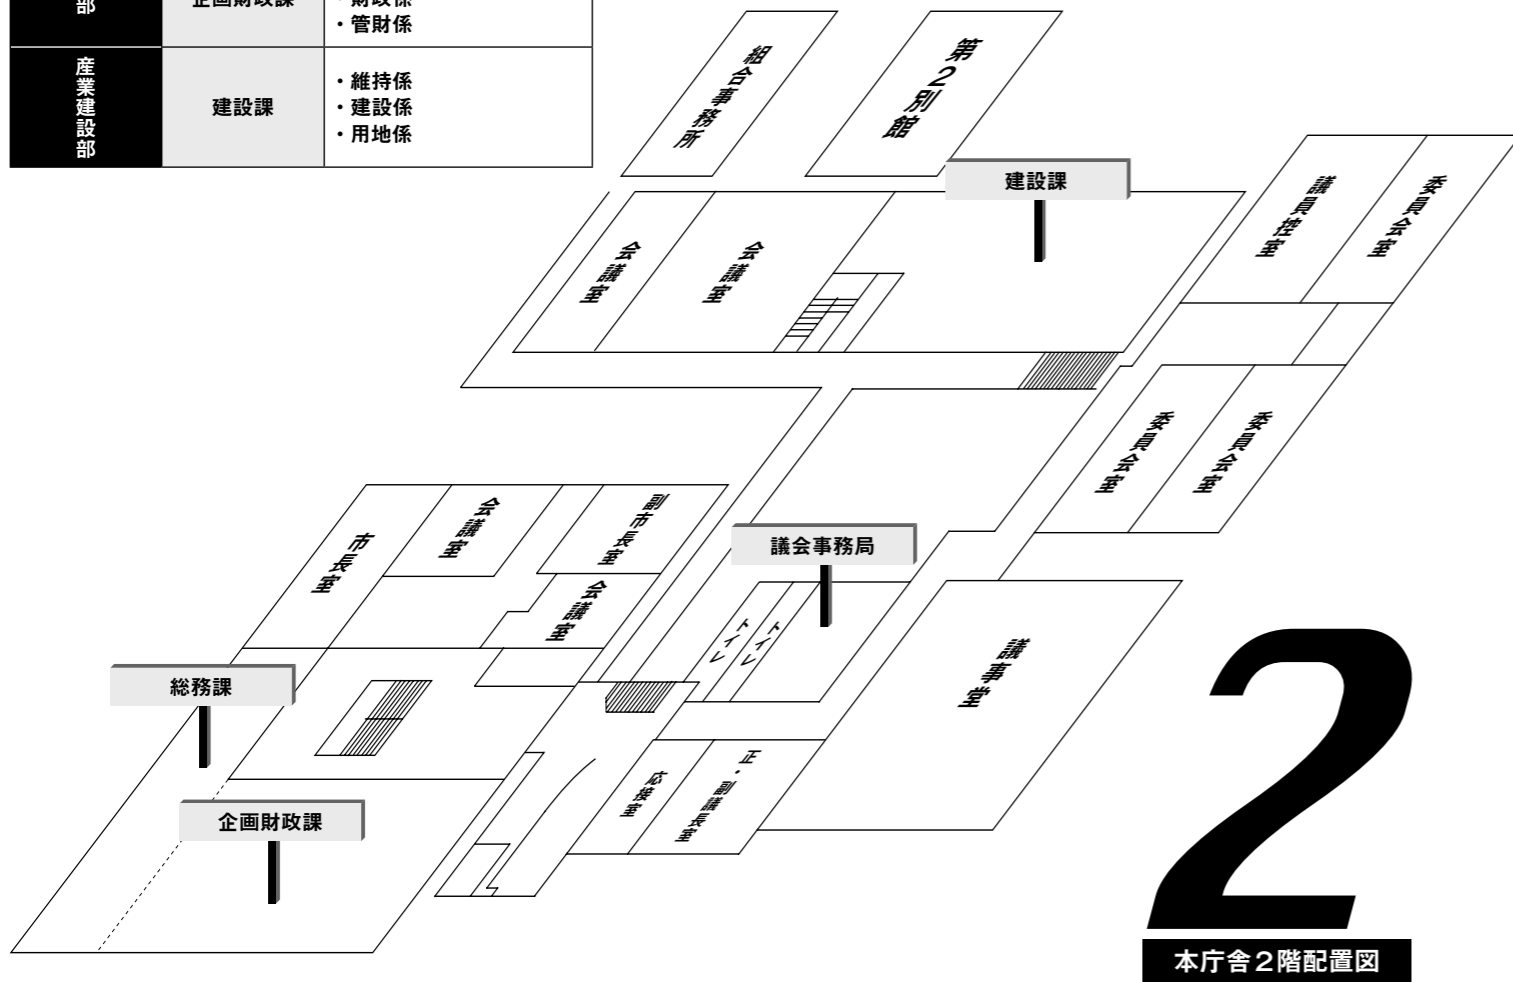 部
企画財政課
・財政係
・管財係
産業建設部
建設課
・維持係
・建設係
・用地係
組合事務所
第2別館
建設課
議員控室
委員会室
会議室
会議室
委員会室
委員会室
市長室
会議室
副市長室
会議室
議会事務局
トイレ
トイレ
議事堂
総務課
企画財政課
応接室
正・副議長室
2
本庁舎2階配置図